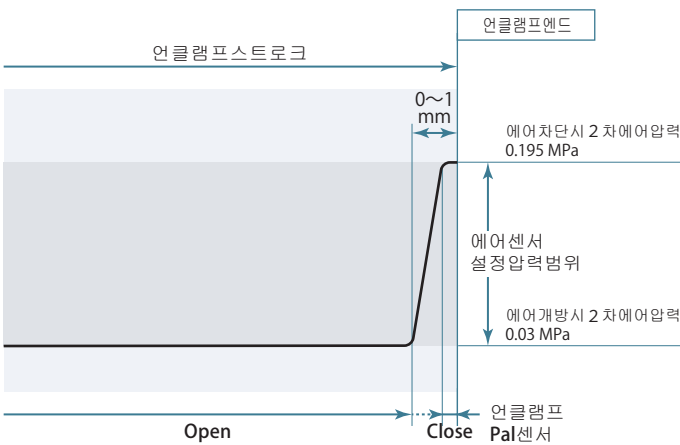 언클램프엔드
언클램프스트로크
0~1
mm
에어차단시 2 차에어압력
0.195 MPa
에어센서
설정압력범위
에어개방시 2 차에어압력
0.03 MPa
Open
Close
언클램프
Pal센서